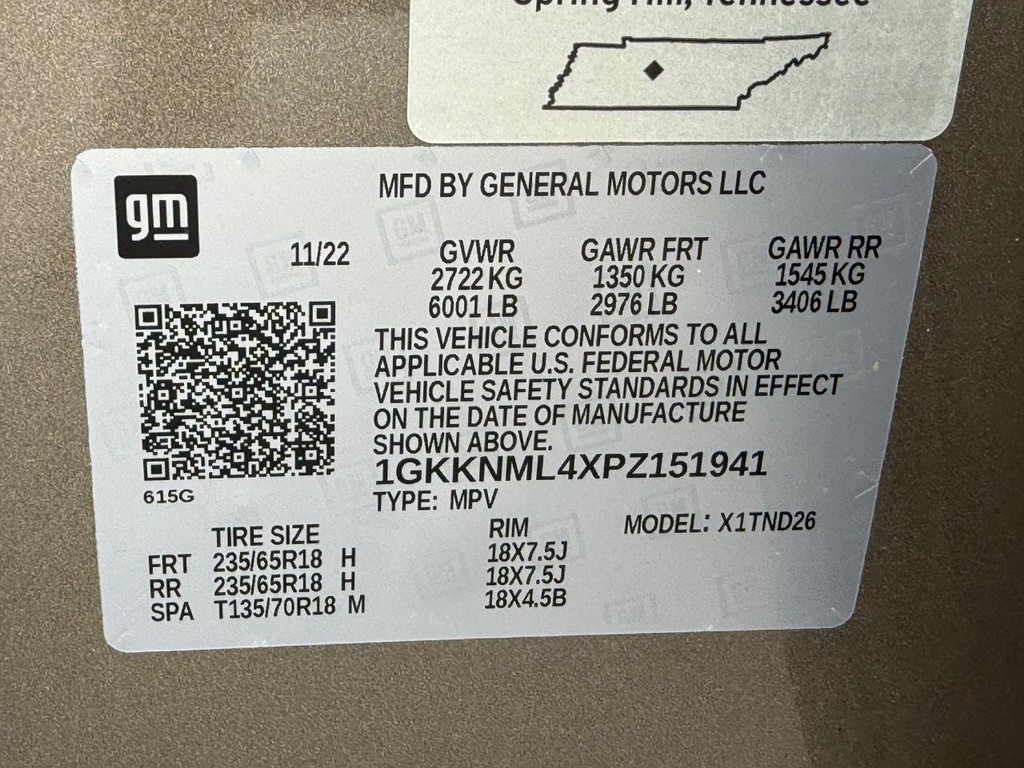 Spring Hill, Tennessee
gm
MFD BY GENERAL MOTORS LLC
11/22 GVWR GAWR FRT GAWR RR
2722 KG 1350 KG 1545 KG
6001 LB 2976 LB 3406 LB
THIS VEHICLE CONFORMS TO ALL
APPLICABLE U.S. FEDERAL MOTOR
VEHICLE SAFETY STANDARDS IN EFFECT
ON THE DATE OF MANUFACTURE
SHOWN ABOVE.
1GKKNML4XPZ151941
615G
TYPE: MPV
TIRE SIZE RIM MODEL: X1TND26
FRT 235/65R18 H 18X7.5J
RR 235/65R18 H 18X7.5J
SPA T135/70R18 M 18X4.5B